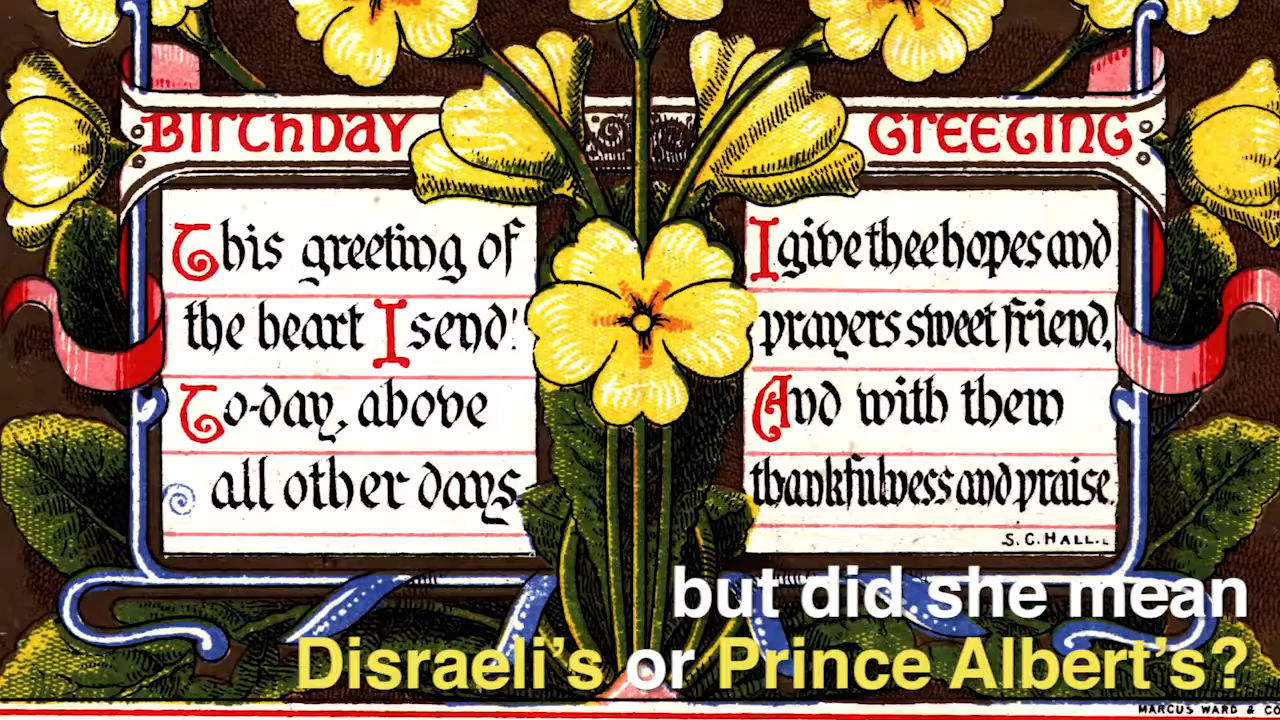 BIRTHDAY GREETING
This greeting of
the heart I send!
To-day, above
all other days
I give thee hopes and
prayers sweet friend,
And with them
thankfulness and praise.
S. C. HALL.
but did she mean
Disraeli's or Prince Albert's?
MARCUS WARD & CO